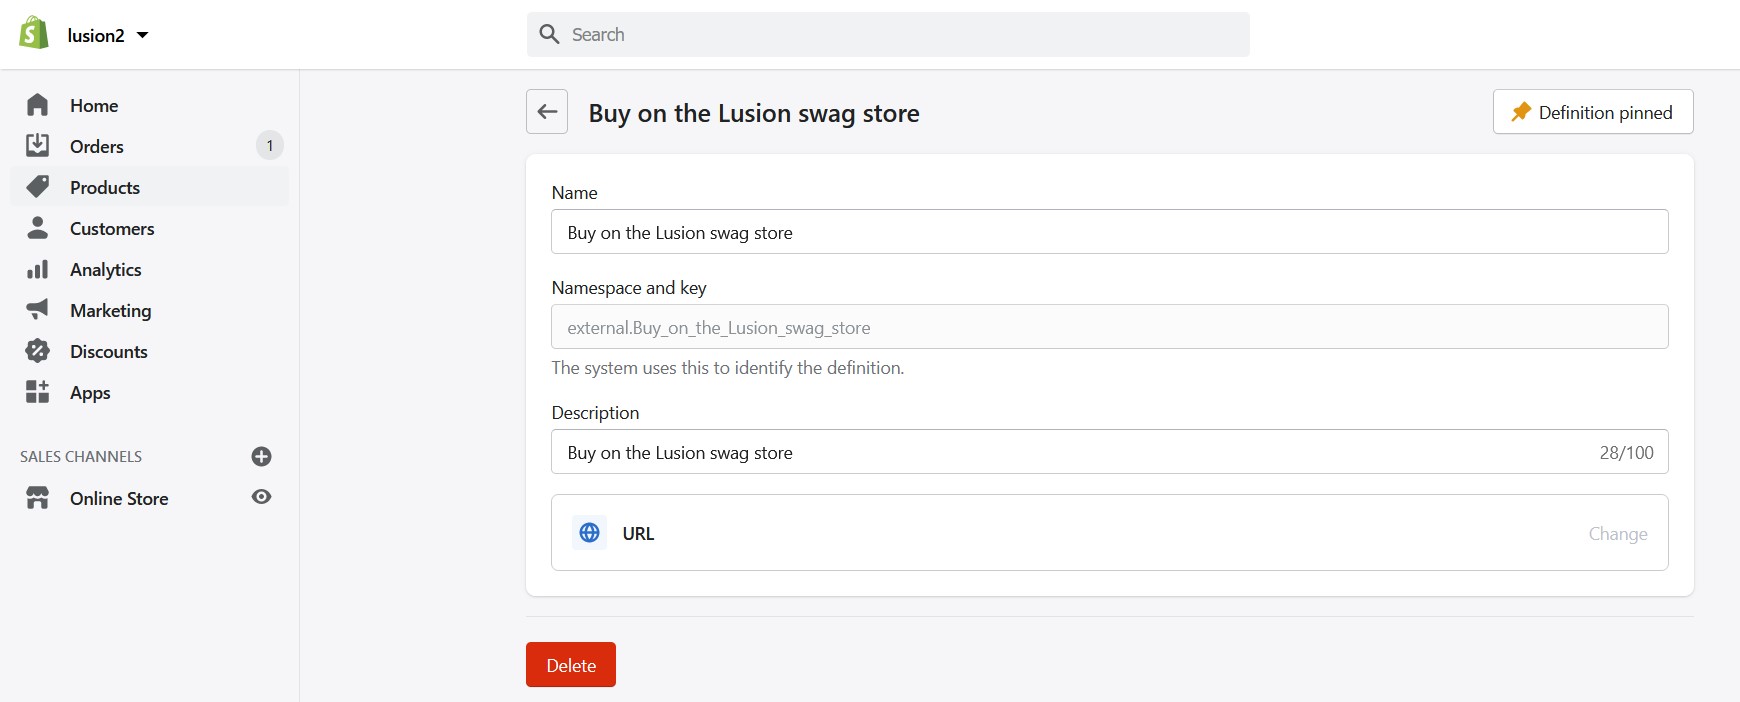 lusion2
Search
Home
Orders 1
Products
Customers
Analytics
Marketing
Discounts
Apps
SALES CHANNELS
Online Store
Buy on the Lusion swag store
Definition pinned
Name
Buy on the Lusion swag store
Namespace and key
external.Buy_on_the_Lusion_swag_store
The system uses this to identify the definition.
Description
Buy on the Lusion swag store 28/100
URL Change
Delete